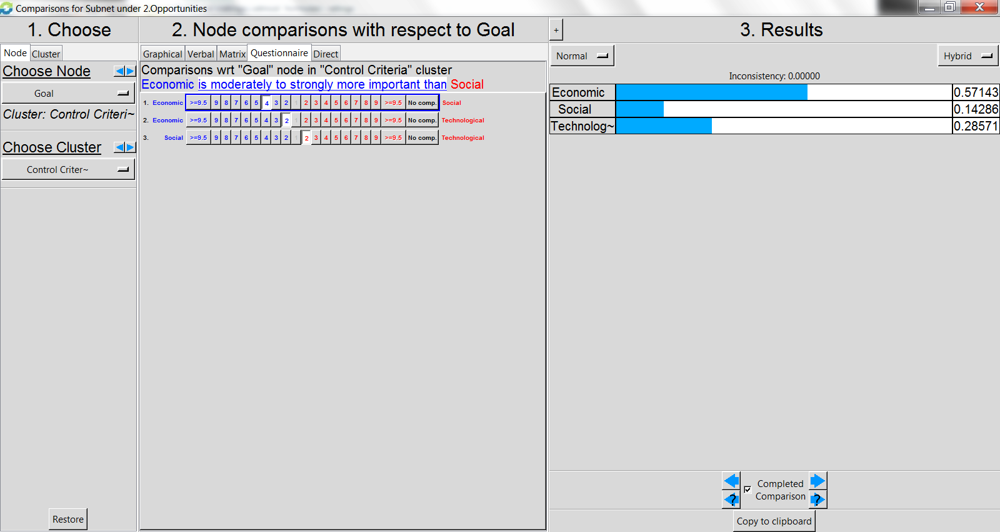 Comparisons for Subnet under 2.Opportunities
1. Choose
2. Node comparisons with respect to Goal
+
3. Results
Node
Cluster
Graphical
Verbal
Matrix
Questionnaire
Direct
Normal
Hybrid
Choose Node
Goal
Cluster: Control Criteri~
Choose Cluster
Control Criter~
Restore
Comparisons wrt "Goal" node in "Control Criteria" cluster
Economic is moderately to strongly more important than Social
1. Economic >=9.5 9 8 7 6 5 4 3 2 1 2 3 4 5 6 7 8 9 >=9.5 No comp. Social
2. Economic >=9.5 9 8 7 6 5 4 3 2 1 2 3 4 5 6 7 8 9 >=9.5 No comp. Technological
3. Social >=9.5 9 8 7 6 5 4 3 2 1 2 3 4 5 6 7 8 9 >=9.5 No comp. Technological
Inconsistency: 0.00000
Economic 0.57143
Social 0.14286
Technolog~ 0.28571
Completed
Comparison
?
?
Copy to clipboard